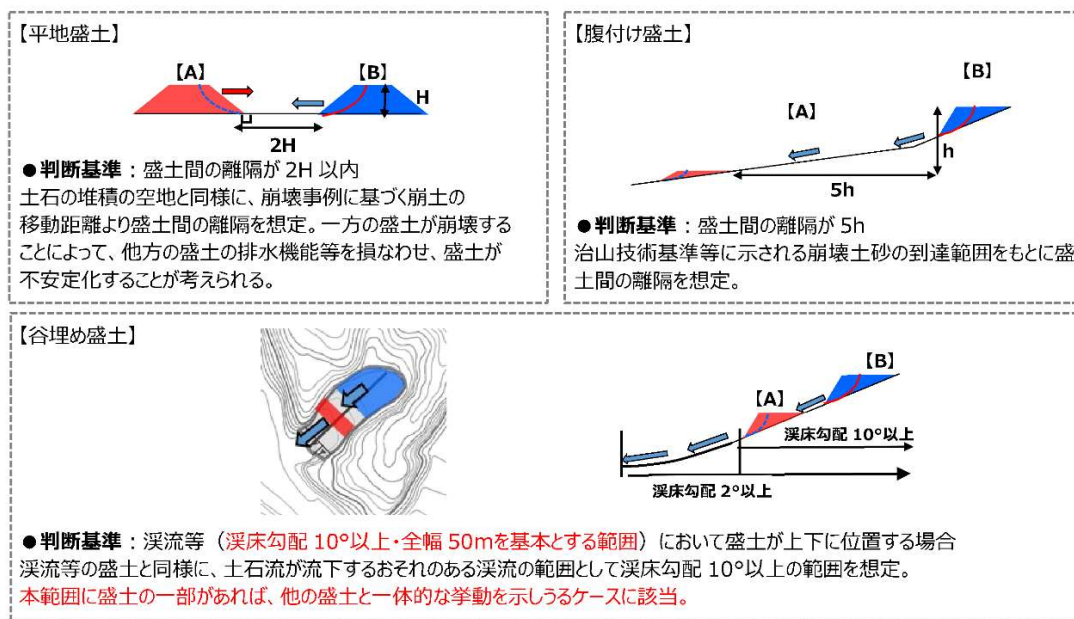 【平地盛土】
【A】
【B】
H
2H
●判断基準：盛土間の離隔が 2H 以内
土石の堆積の空地と同様に、崩壊事例に基づく崩土の
移動距離より盛土間の離隔を想定。一方の盛土が崩壊する
ことによって、他方の盛土の排水機能等を損なわせ、盛土が
不安定化することが考えられる。
【腹付け盛土】
【B】
【A】
h
5h
●判断基準：盛土間の離隔が 5h
治山技術基準等に示される崩壊土砂の到達範囲をもとに盛
土間の離隔を想定。
【谷埋め盛土】
【B】
【A】
渓床勾配 10°以上
渓床勾配 2°以上
●判断基準：渓流等（渓床勾配 10°以上・全幅 50mを基本とする範囲）において盛土が上下に位置する場合
渓流等の盛土と同様に、土石流が流下するおそれのある渓流の範囲として渓床勾配 10°以上の範囲を想定。
本範囲に盛土の一部があれば、他の盛土と一体的な挙動を示しうるケースに該当。